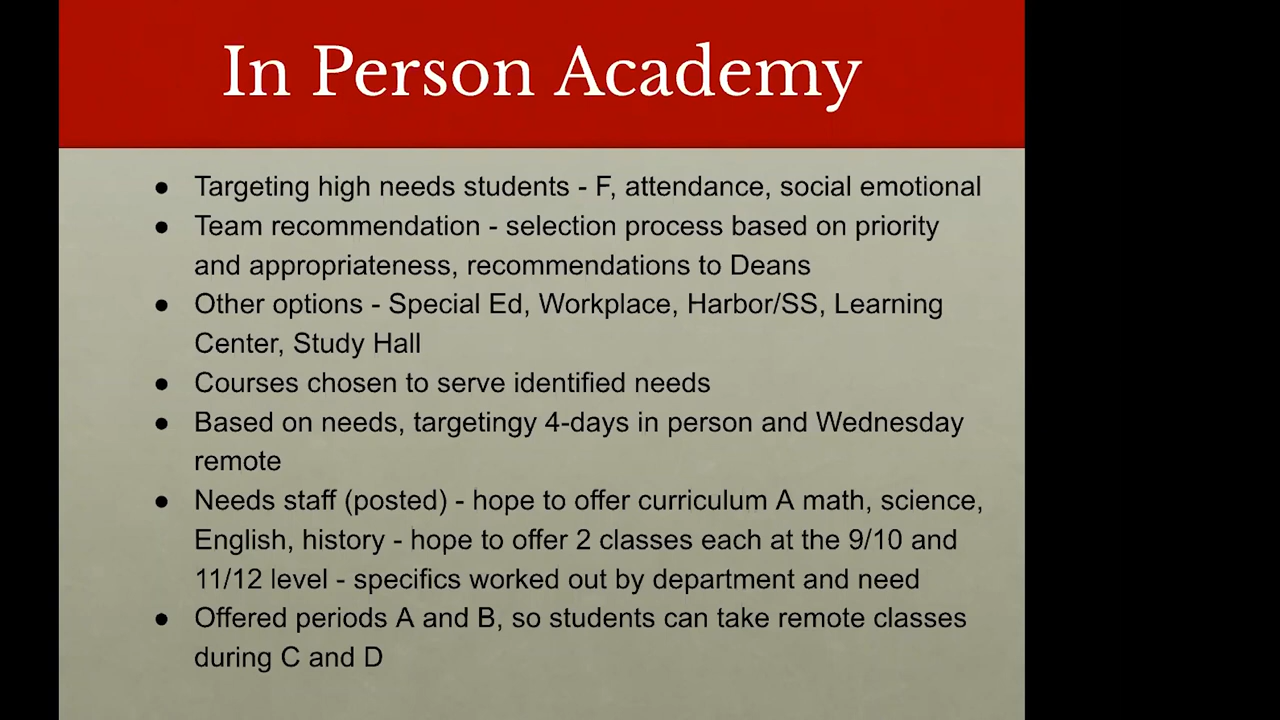 In Person Academy
● Targeting high needs students - F, attendance, social emotional
● Team recommendation - selection process based on priority
and appropriateness, recommendations to Deans
● Other options - Special Ed, Workplace, Harbor/SS, Learning
Center, Study Hall
● Courses chosen to serve identified needs
● Based on needs, targetingy 4-days in person and Wednesday
remote
● Needs staff (posted) - hope to offer curriculum A math, science,
English, history - hope to offer 2 classes each at the 9/10 and
11/12 level - specifics worked out by department and need
● Offered periods A and B, so students can take remote classes
during C and D